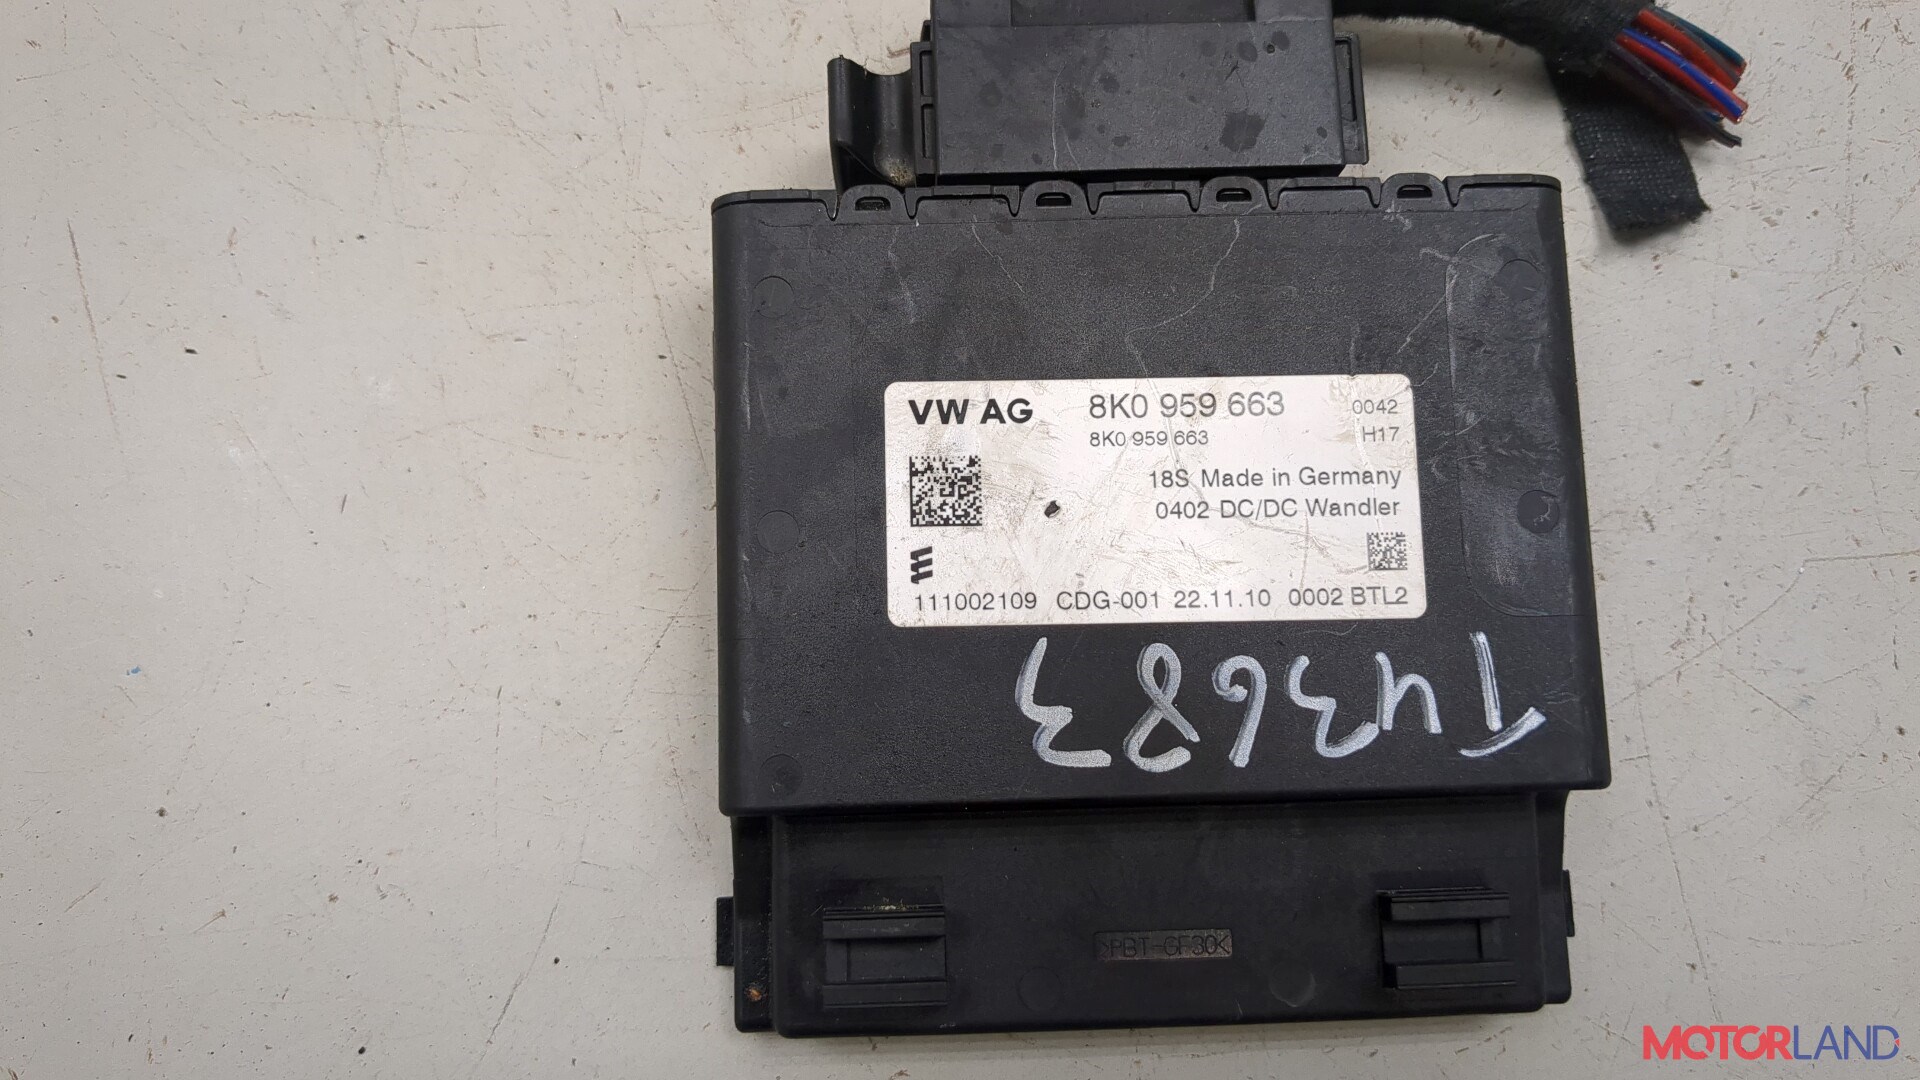 VW AG 8K0 959 663 0042
8K0 959 663 H17
18S Made in Germany
0402 DC/DC Wandler
111002109 CDG-001 22.11.10 0002 BTL2
T43683
>PBT-GF30<
MOTORLAND